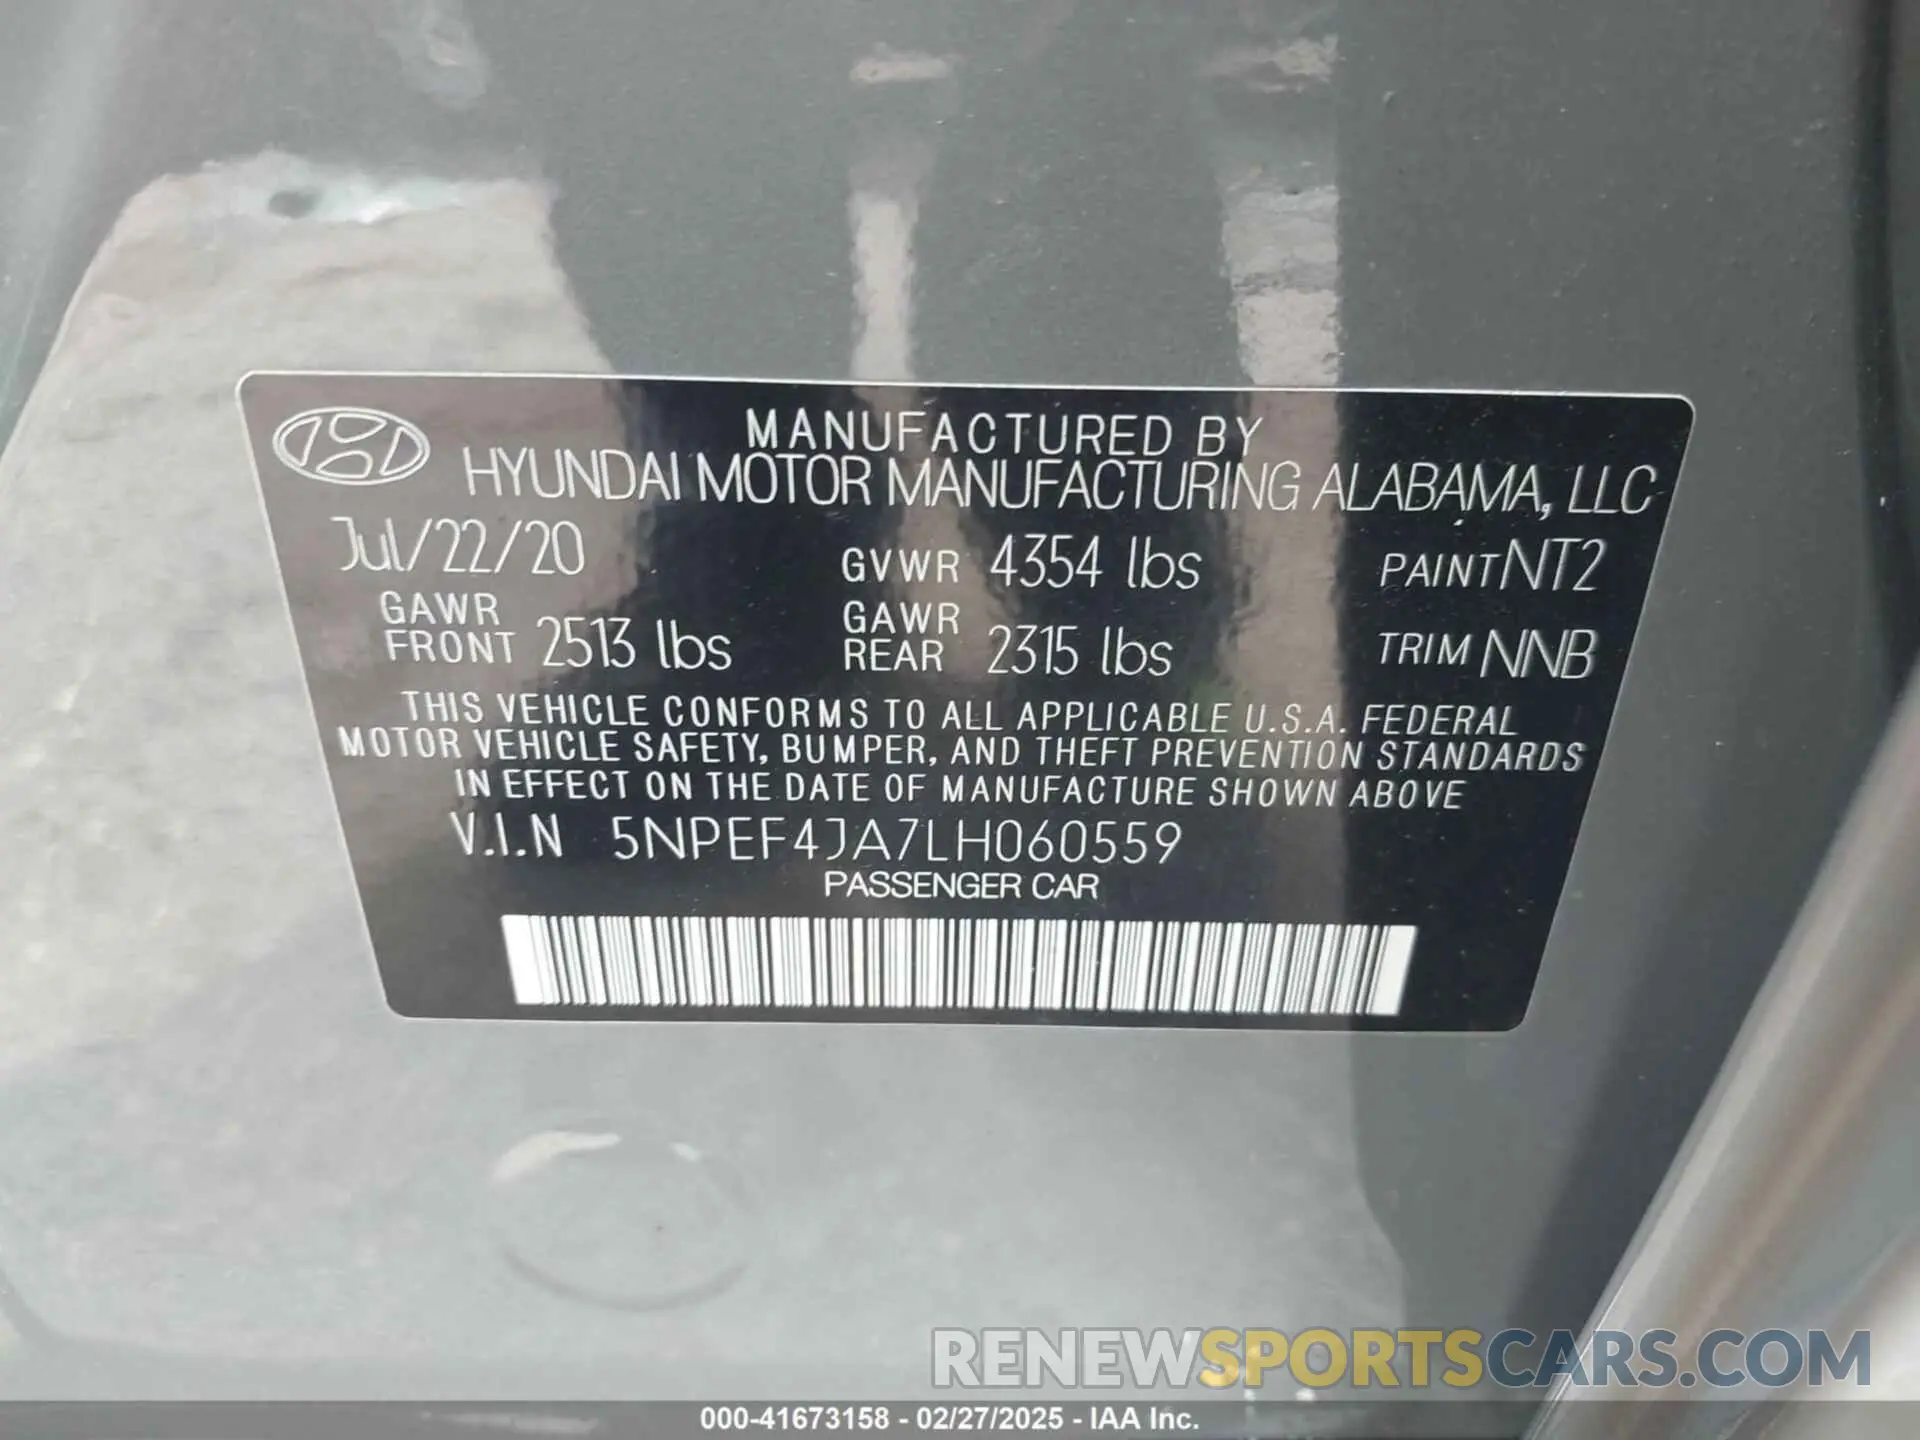 MANUFACTURED BY
HYUNDAI MOTOR MANUFACTURING ALABAMA, LLC
Jul/22/20 GVWR 4354 lbs PAINT NT2
GAWR FRONT 2513 lbs GAWR REAR 2315 lbs TRIM NNB
THIS VEHICLE CONFORMS TO ALL APPLICABLE U.S.A. FEDERAL
MOTOR VEHICLE SAFETY, BUMPER, AND THEFT PREVENTION STANDARDS
IN EFFECT ON THE DATE OF MANUFACTURE SHOWN ABOVE
V.I.N 5NPEF4JA7LH060559
PASSENGER CAR
RENEWSPORTSCARS.COM
000-41673158 - 02/27/2025 - IAA Inc.